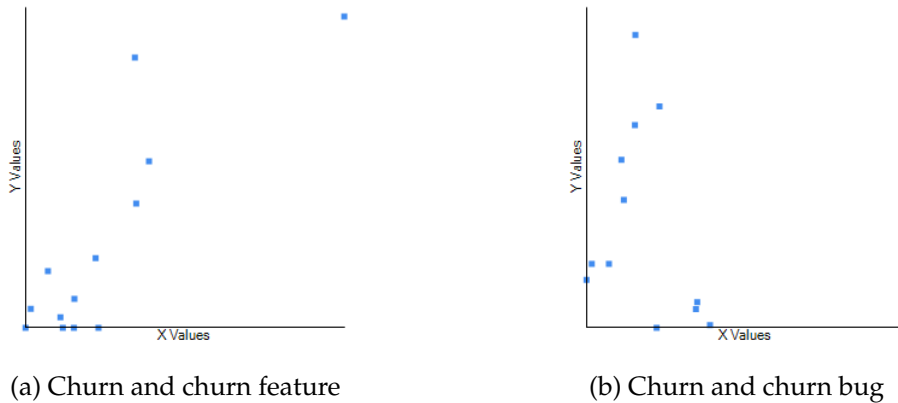 Y Values
X Values
(a) Churn and churn feature
Y Values
X Values
(b) Churn and churn bug